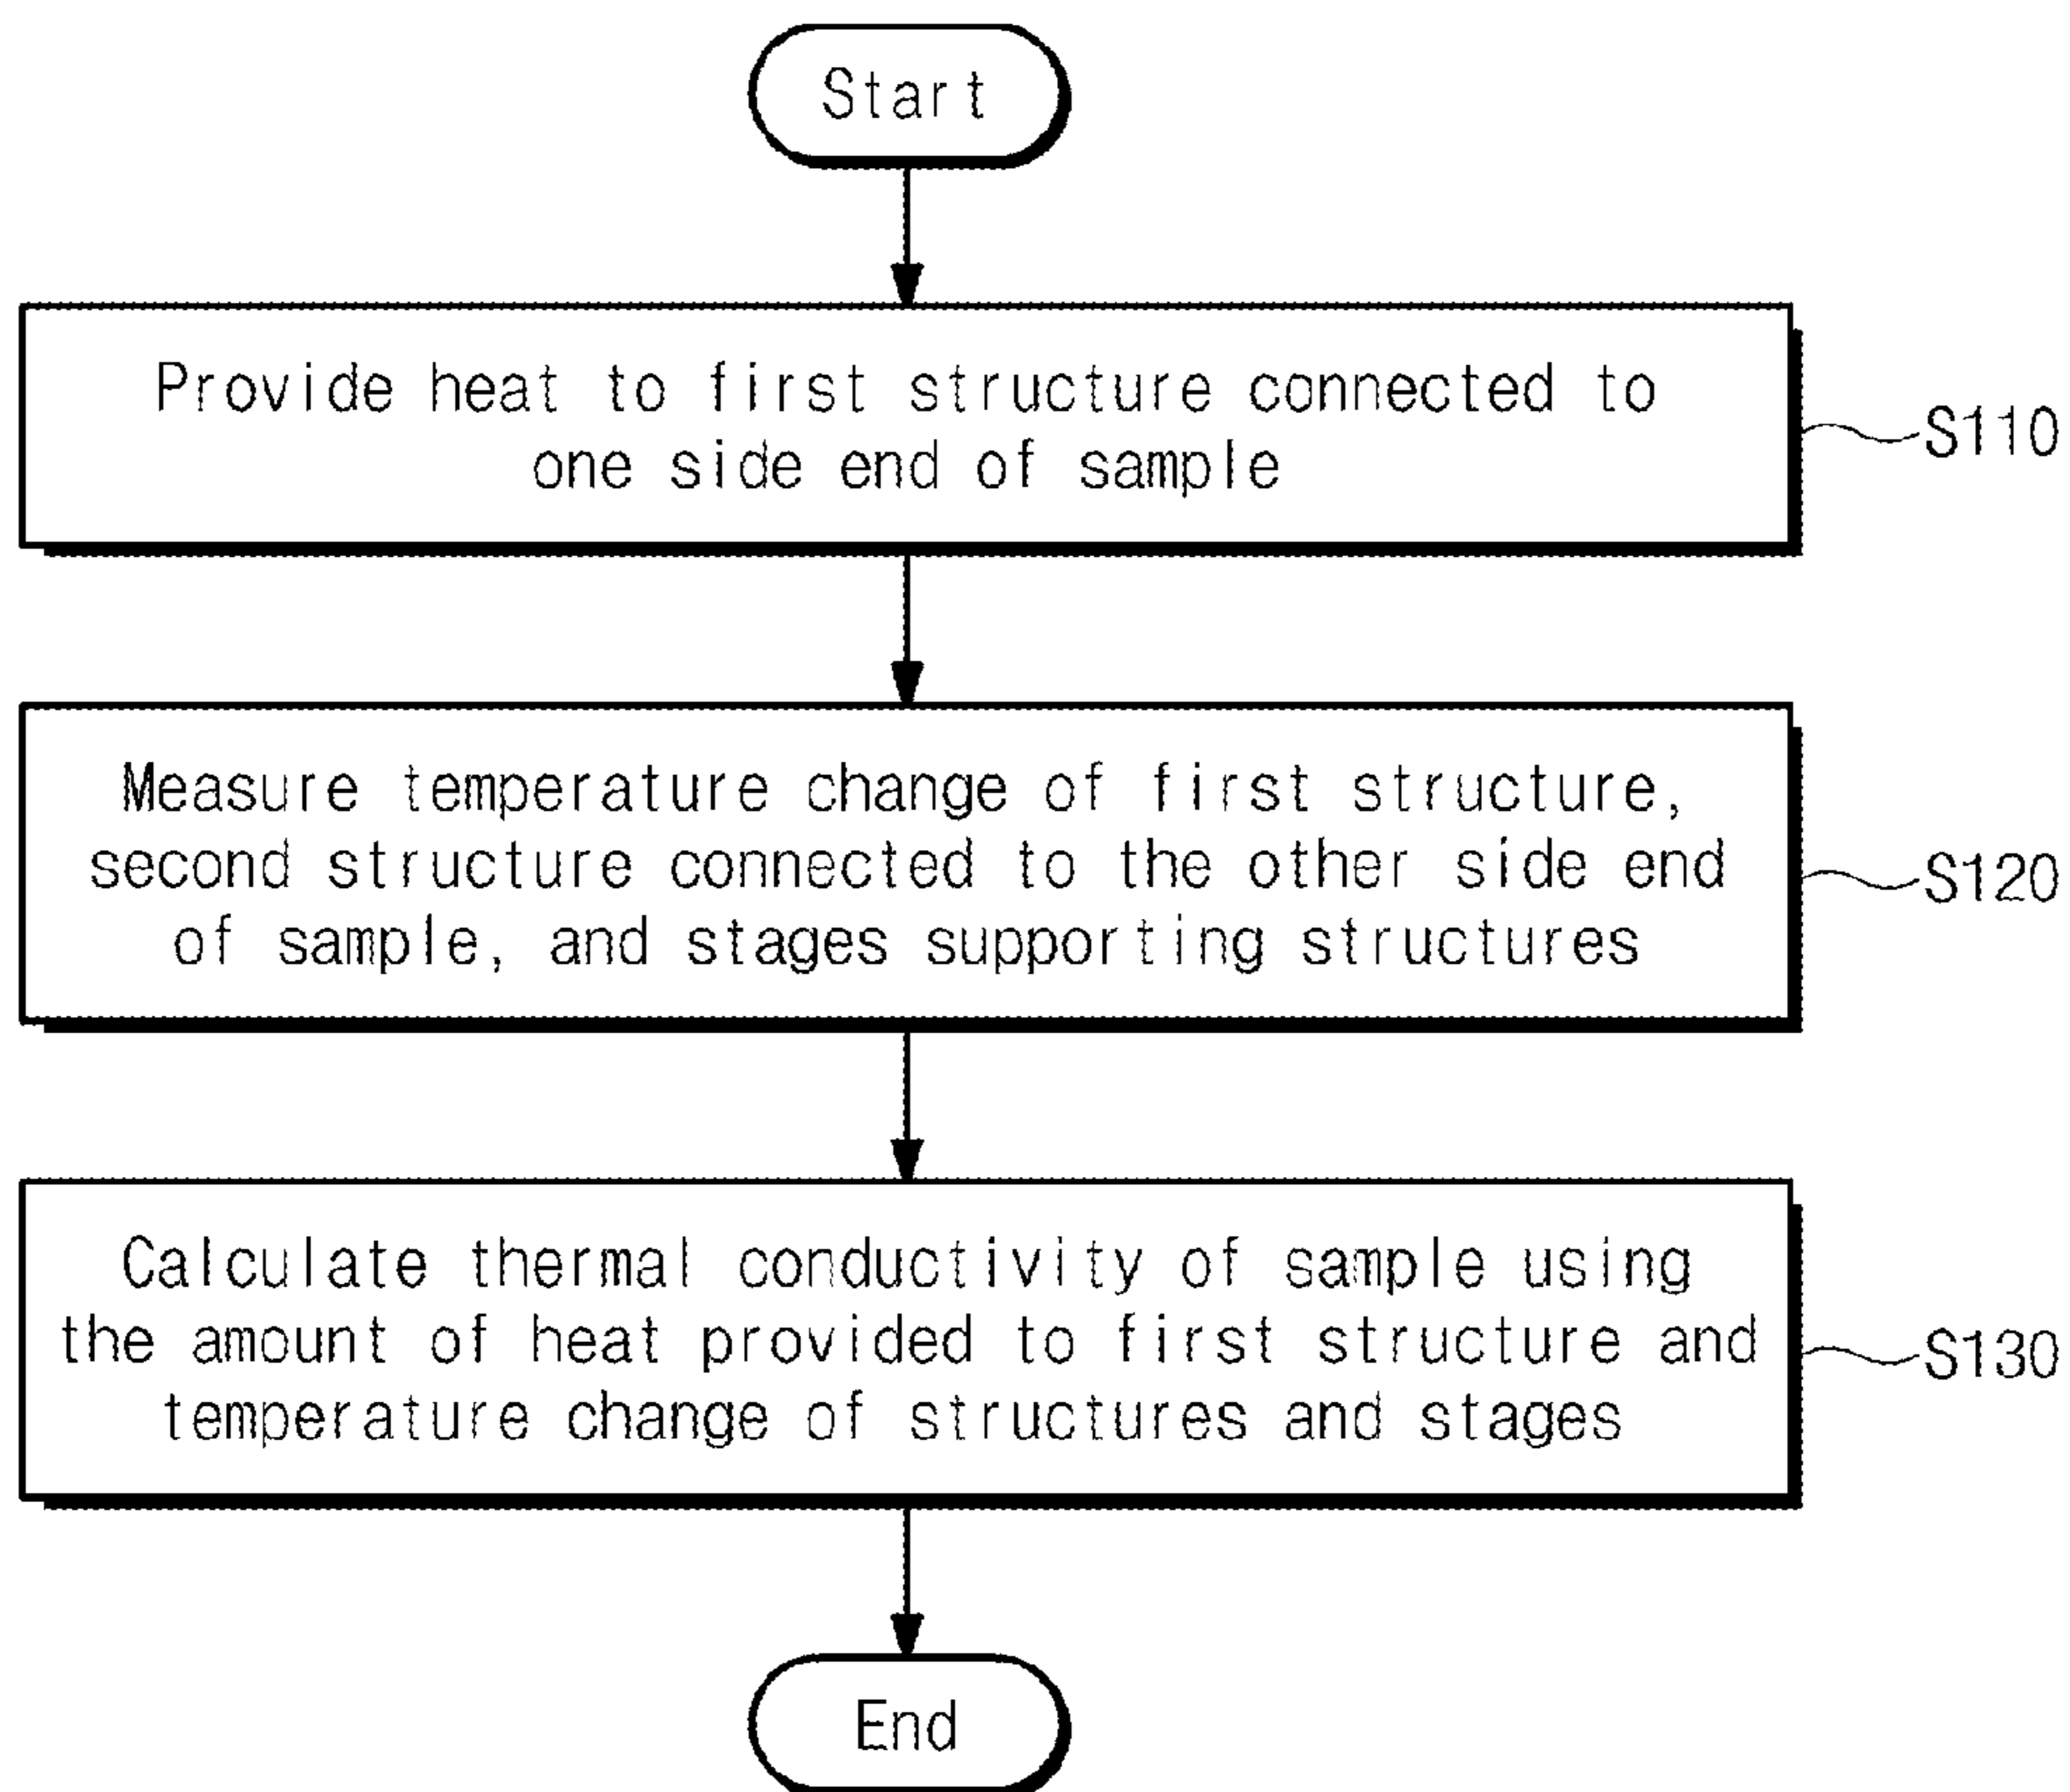 Start
Provide heat to first structure connected to
one side end of sample
S110
Measure temperature change of first structure,
second structure connected to the other side end
of sample, and stages supporting structures
S120
Calculate thermal conductivity of sample using
the amount of heat provided to first structure and
temperature change of structures and stages
S130
End